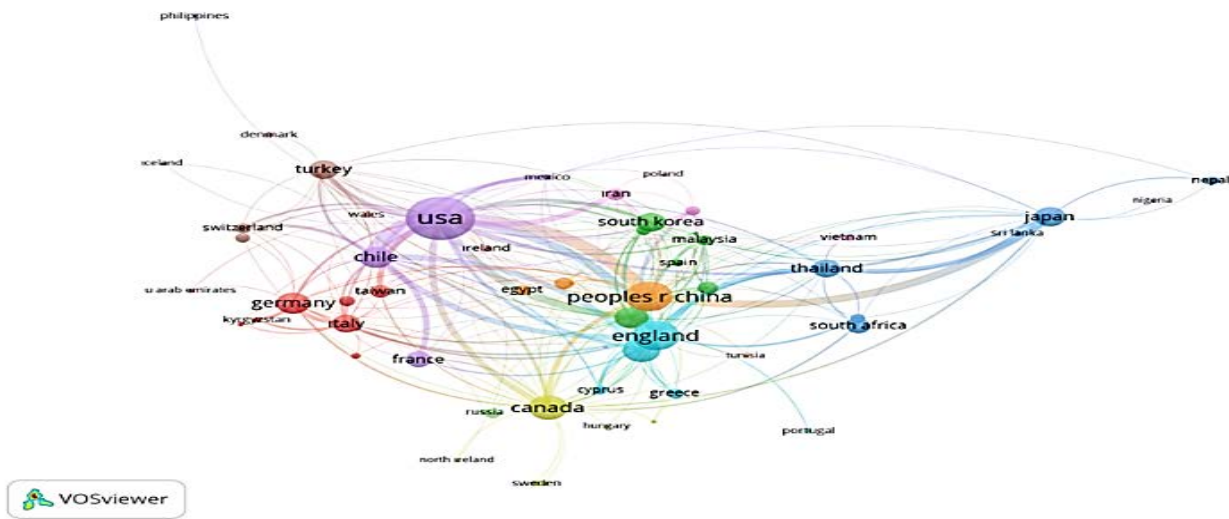 philippines
denmark
iceland
turkey
mexico
poland
iran
nepal
nigeria
wales
usa
south korea
japan
switzerland
sri lanka
ireland
malaysia
vietnam
chile
spain
thailand
u arab emirates
taiwan
egypt
peoples r china
germany
kyrgyzstan
italy
south africa
england
france
tunisia
cyprus
greece
canada
russia
hungary
portugal
north ireland
sweden
VOSviewer